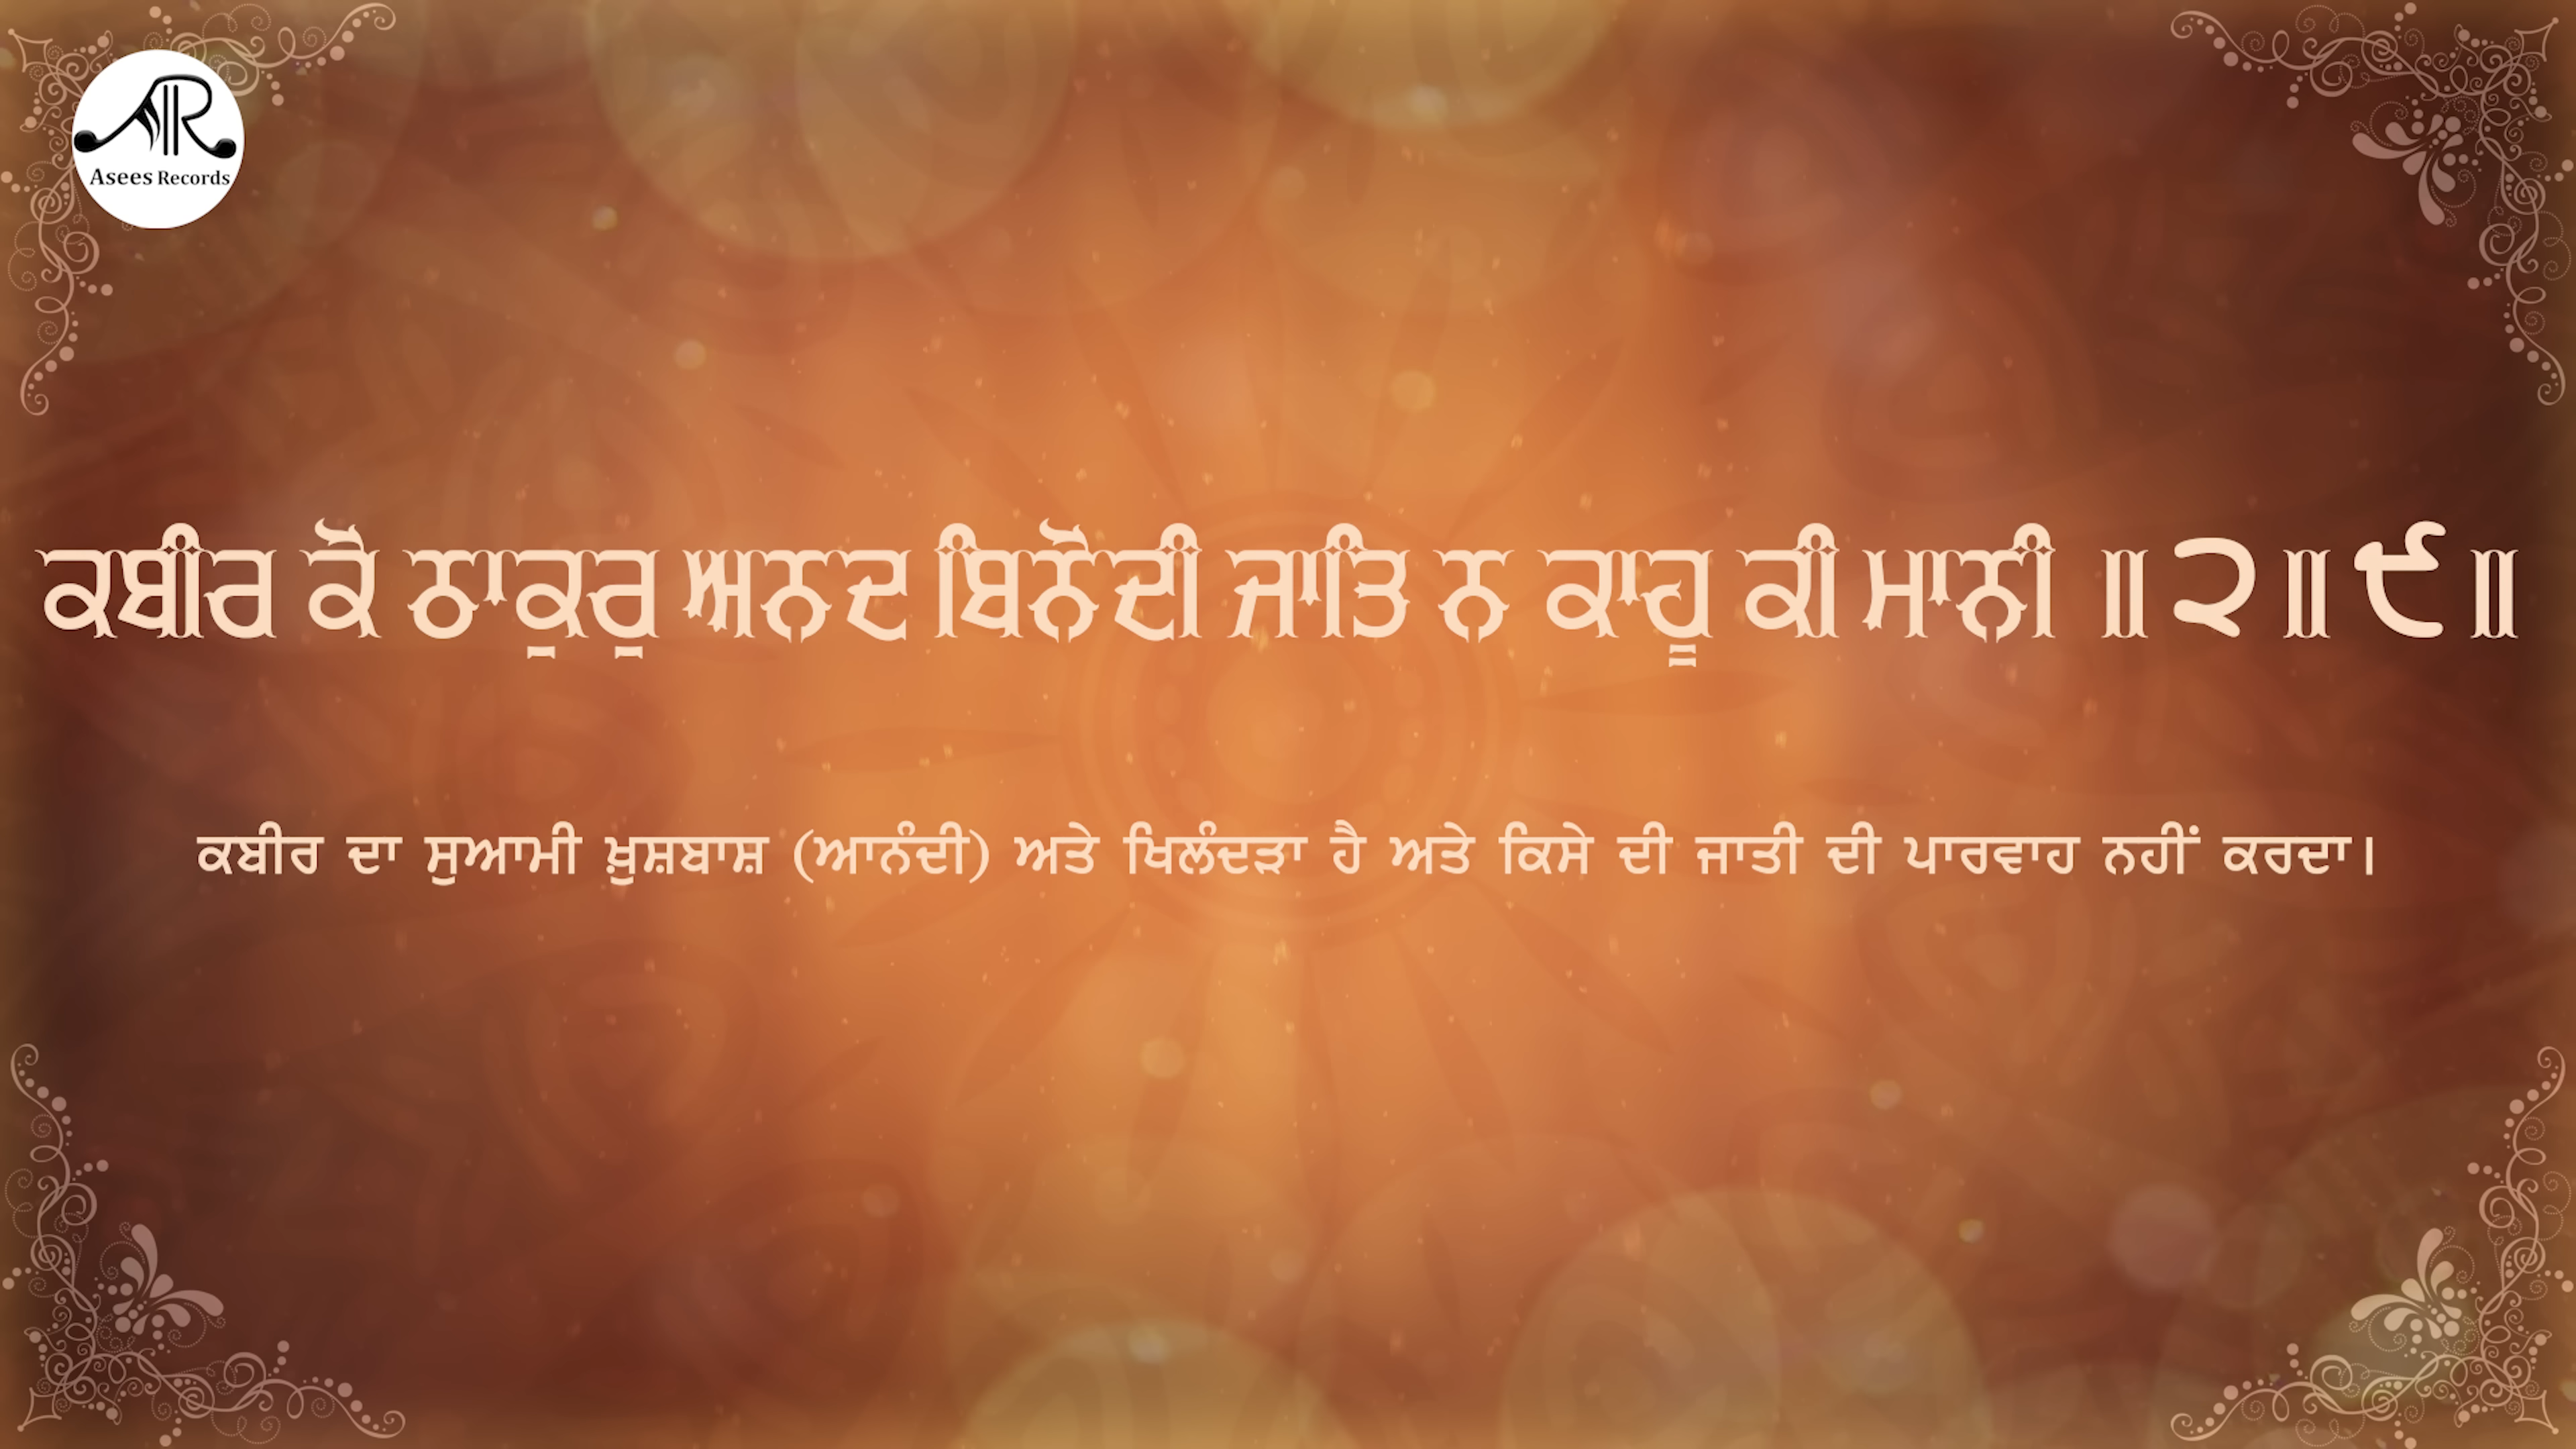 Asees Records
ਕਬੀਰ ਕੋ ਠਾਕੁਰੁ ਅਨਦ ਬਿਨੋਦੀ ਜਾਤਿ ਨ ਕਾਹੂ ਕੀ ਮਾਨੀ ॥੨॥੯॥
ਕਬੀਰ ਦਾ ਸੁਆਮੀ ਖ਼ੁਸ਼ਬਾਸ਼ (ਆਨੰਦੀ) ਅਤੇ ਖਿਲੰਦੜਾ ਹੈ ਅਤੇ ਕਿਸੇ ਦੀ ਜਾਤੀ ਦੀ ਪਾਰਵਾਹ ਨਹੀਂ ਕਰਦਾ।